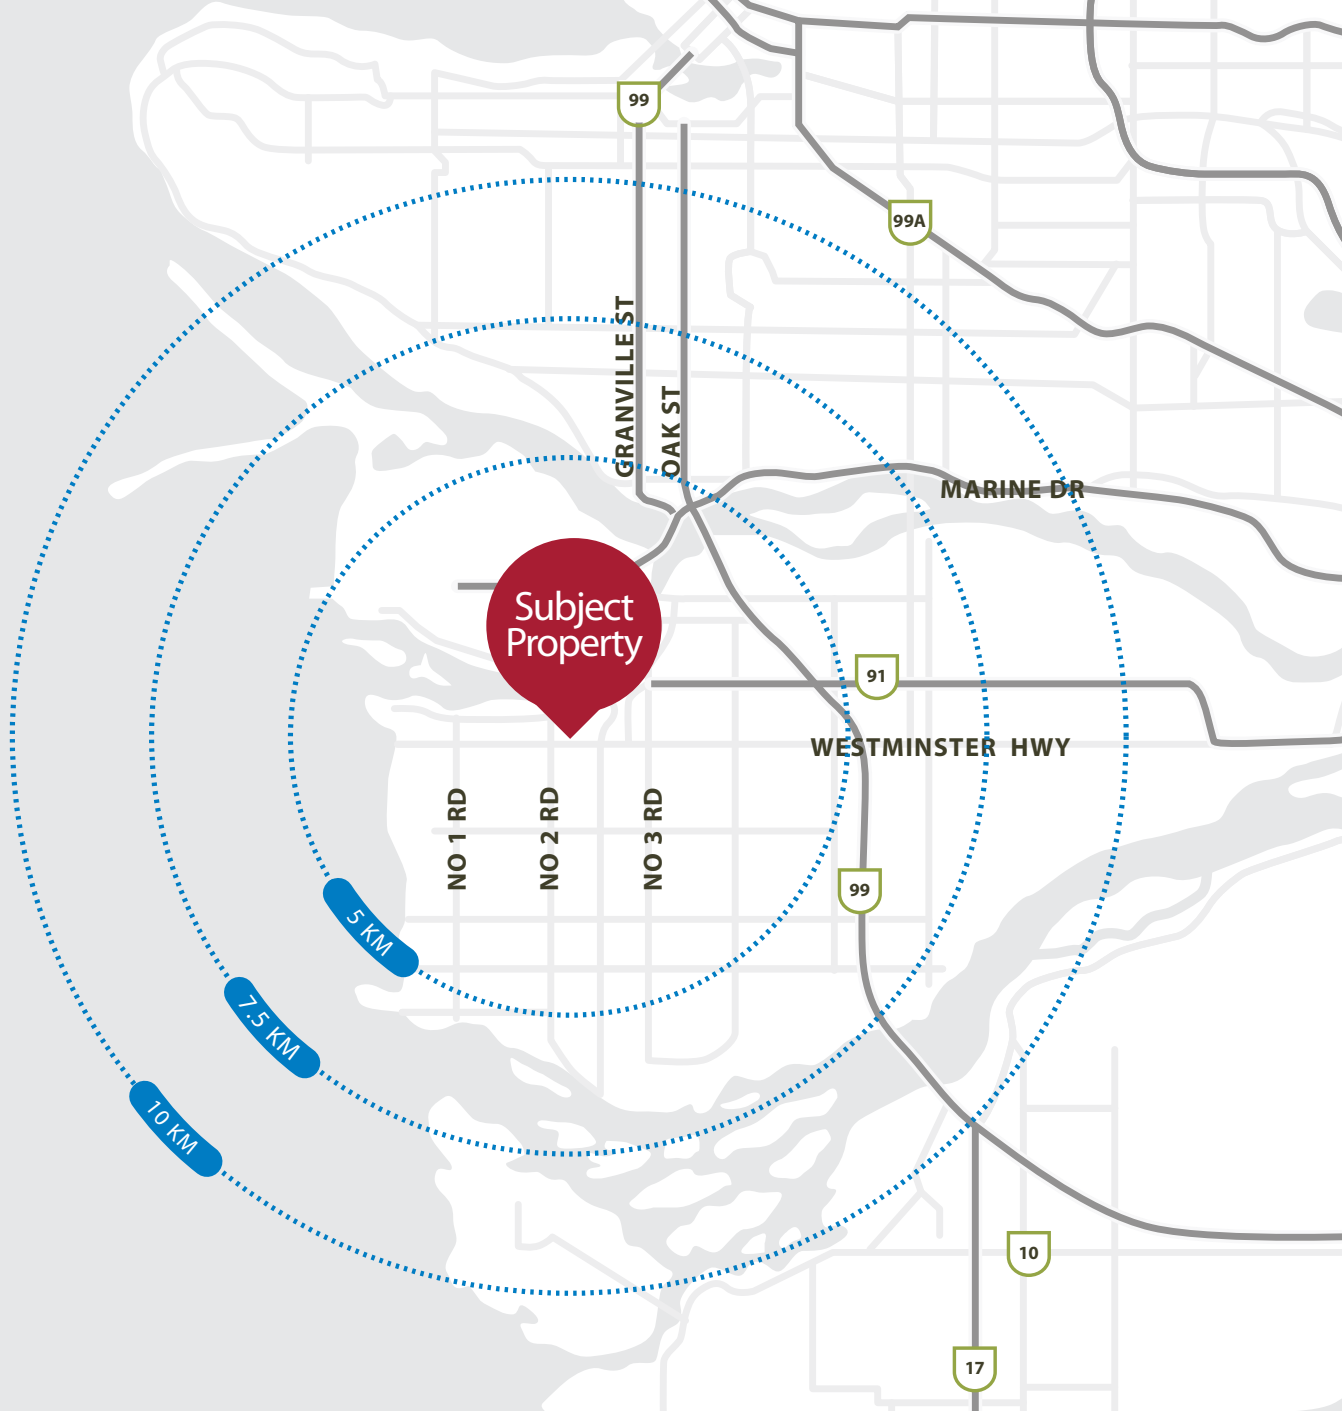 99
99A
GRANVILLE ST
OAK ST
MARINE DR
Subject
Property
91
WESTMINSTER HWY
NO 1 RD
NO 2 RD
NO 3 RD
99
5 KM
7.5 KM
10 KM
10
17